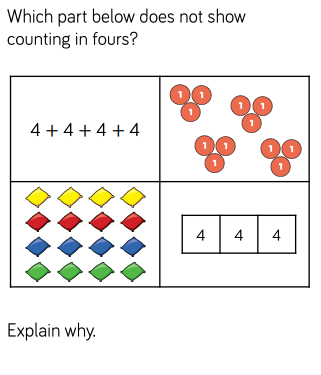 Which part below does not show
counting in fours?
4 + 4 + 4 + 4
1 1 1 1
1 1
1 1 1 1
1 1
4 4 4
Explain why.